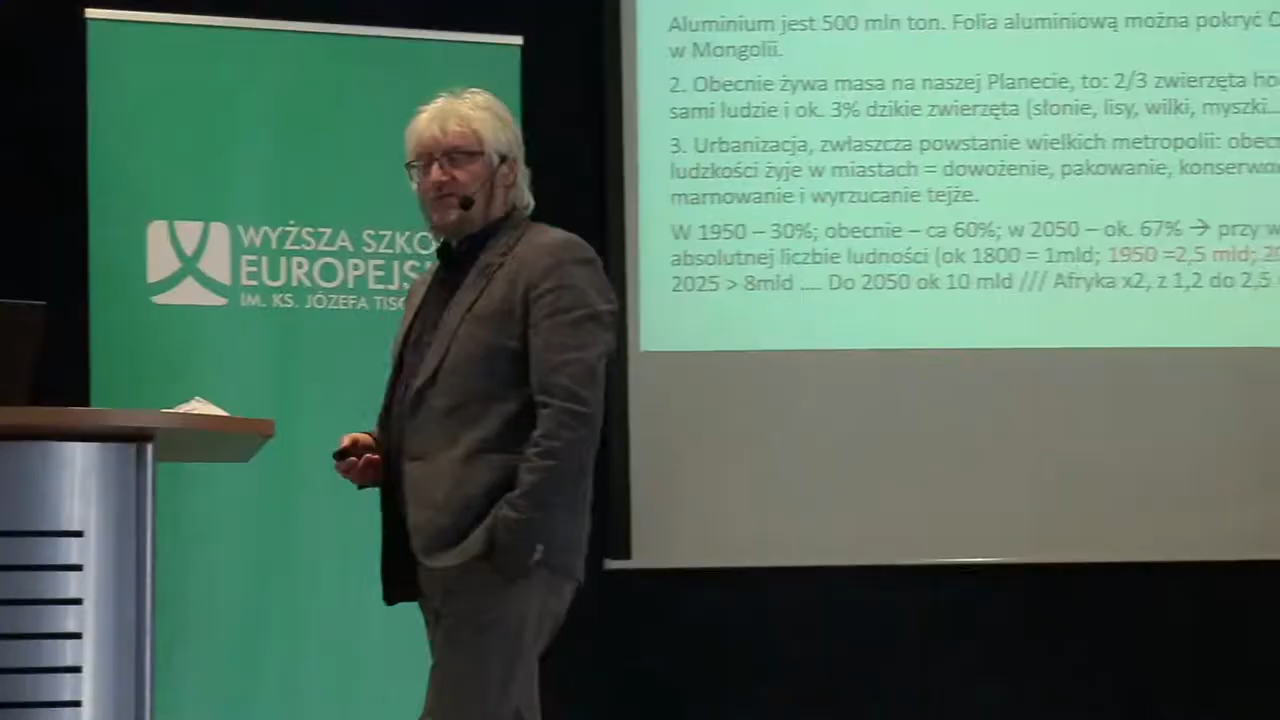 WYŻSZA SZKO
EUROPEJS
IM. KS. JÓZEFA TISC
Aluminium jest 500 mln ton. Folia aluminiową można pokryć
w Mongolii.
2. Obecnie żywa masa na naszej Planecie, to: 2/3 zwierzęta ho
sami ludzie i ok. 3% dzikie zwierzęta (słonie, lisy, wilki, myszki...
3. Urbanizacja, zwłaszcza powstanie wielkich metropolii: obec
ludzkości żyje w miastach = dowożenie, pakowanie, konserwa
marnowanie i wyrzucanie tejże.
W 1950 – 30%; obecnie – ca 60%; w 2050 – ok. 67% → przy w
absolutnej liczbie ludności (ok 1800 = 1mld; 1950 =2,5 mld; 20
2025 > 8mld .... Do 2050 ok 10 mld /// Afryka x2, z 1,2 do 2,5